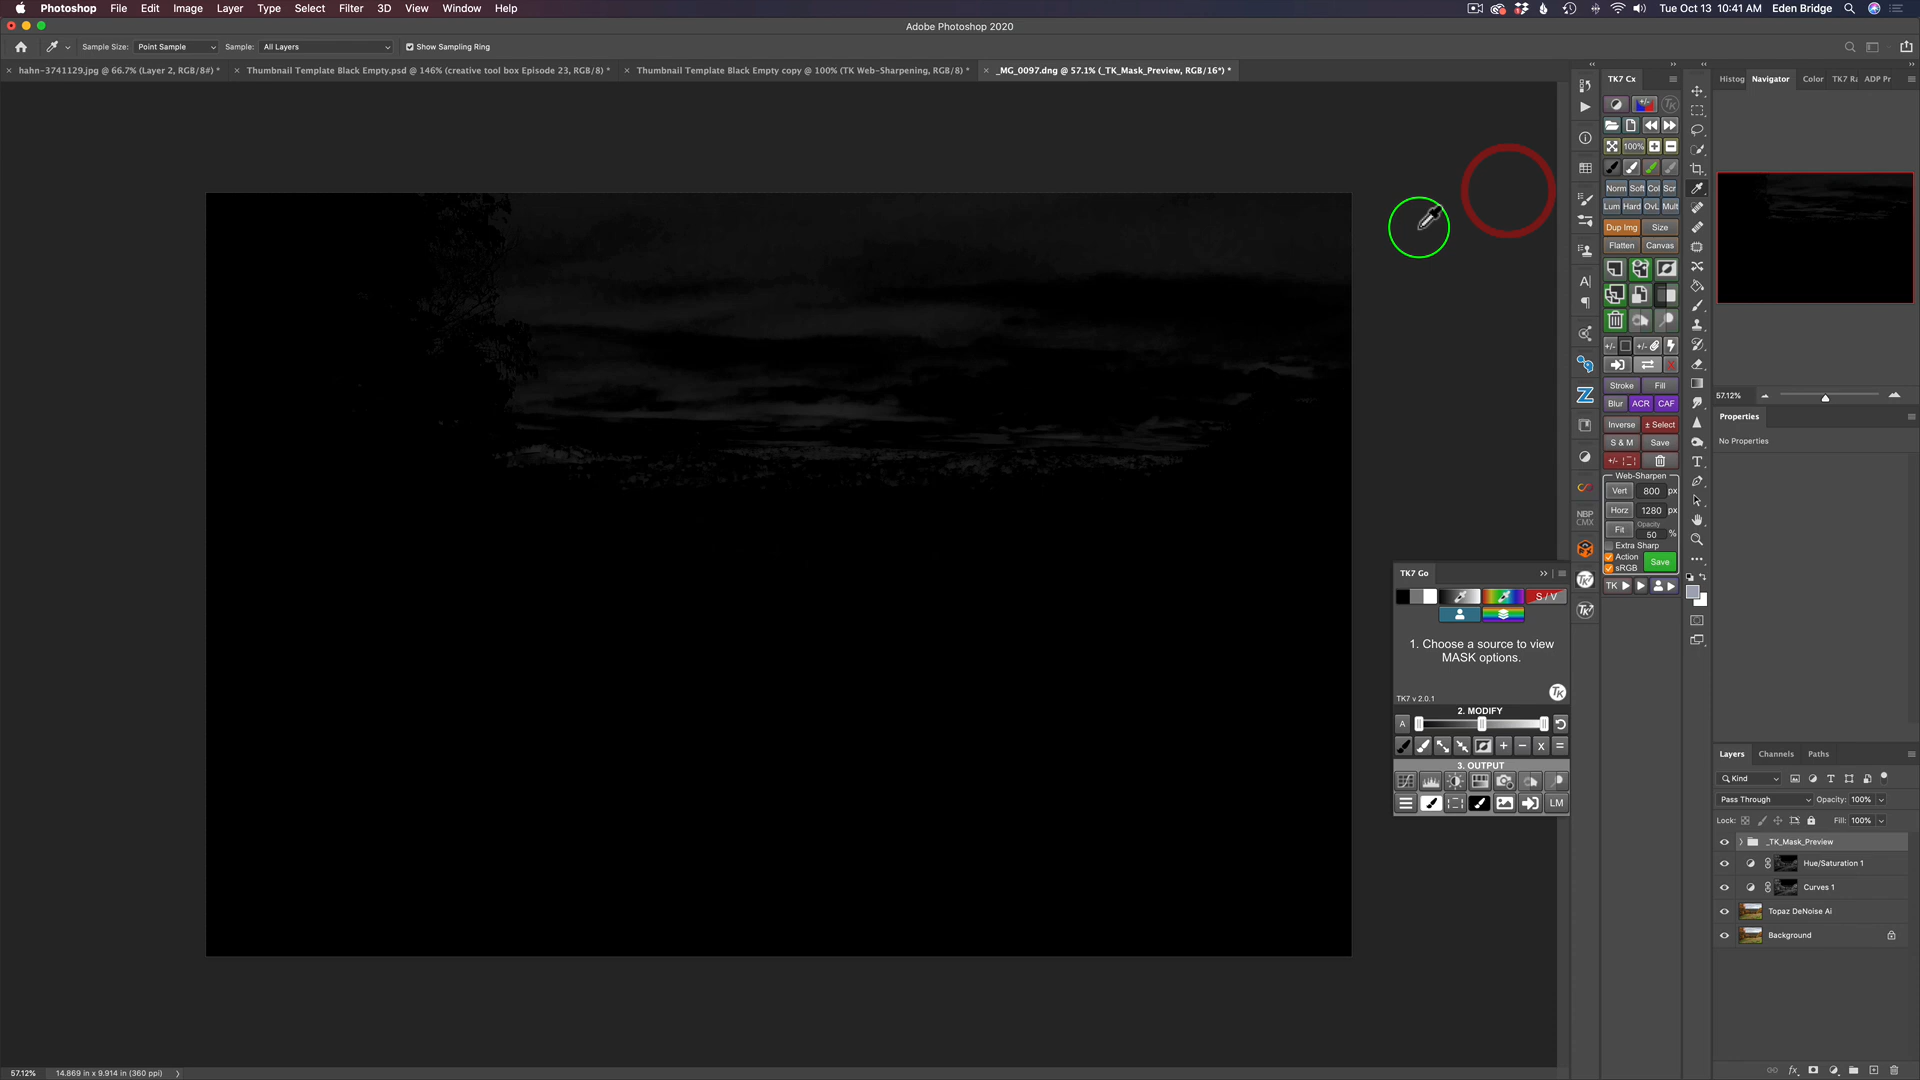 Photoshop File Edit Image Layer Type Select Filter 3D View Window Help
Tue Oct 13 10:41 AM Eden Bridge
Adobe Photoshop 2020
Sample Size: Point Sample Sample: All Layers Show Sampling Ring
hahn-3741129.jpg @ 66.7% (Layer 2, RGB/8#) *
Thumbnail Template Black Empty.psd @ 146% (creative tool box Episode 23, RGB/8) *
Thumbnail Template Black Empty copy @ 100% (TK Web-Sharpening, RGB/8) *
_MG_0097.dng @ 57.1% (_TK_Mask_Preview, RGB/16*) *
TK7 Cx
100%
Norm Soft Col Scr
Lum Hard OvL Mult
Dup Img Size
Flatten Canvas
+/- +/-
Stroke Fill
Blur ACR CAF
Inverse ± Select
S & M Save
+/-
Web-Sharpen
Vert 800 px
Horz 1280 px
Opacity
Fit 50 %
Extra Sharp
Action
sRGB
Save
TK
NBP
CMX
TK7 Go
S / V
1. Choose a source to view
MASK options.
TK7 v 2.0.1
2. MODIFY
A
+ − x =
3. OUTPUT
LM
Histog Navigator Color TK7 Ra ADP Pr
57.12%
Properties
No Properties
Layers Channels Paths
Kind
Pass Through Opacity: 100%
Lock: Fill: 100%
_TK_Mask_Preview
Hue/Saturation 1
Curves 1
Topaz DeNoise Ai
Background
57.12% 14.869 in x 9.914 in (360 ppi)